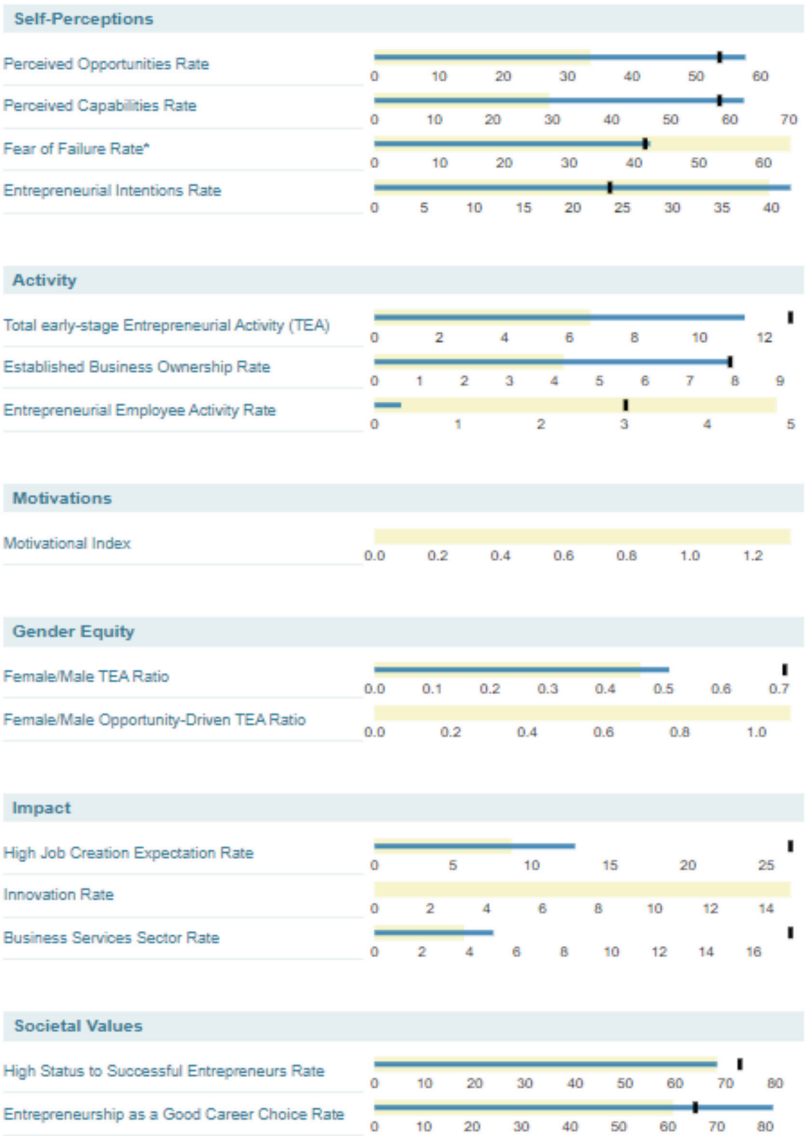 Self-Perceptions
Perceived Opportunities Rate
0 10 20 30 40 50 60
Perceived Capabilities Rate
0 10 20 30 40 50 60 70
Fear of Failure Rate*
0 10 20 30 40 50 60
Entrepreneurial Intentions Rate
0 5 10 15 20 25 30 35 40
Activity
Total early-stage Entrepreneurial Activity (TEA)
0 2 4 6 8 10 12
Established Business Ownership Rate
0 1 2 3 4 5 6 7 8 9
Entrepreneurial Employee Activity Rate
0 1 2 3 4 5
Motivations
Motivational Index
0.0 0.2 0.4 0.6 0.8 1.0 1.2
Gender Equity
Female/Male TEA Ratio
0.0 0.1 0.2 0.3 0.4 0.5 0.6 0.7
Female/Male Opportunity-Driven TEA Ratio
0.0 0.2 0.4 0.6 0.8 1.0
Impact
High Job Creation Expectation Rate
0 5 10 15 20 25
Innovation Rate
0 2 4 6 8 10 12 14
Business Services Sector Rate
0 2 4 6 8 10 12 14 16
Societal Values
High Status to Successful Entrepreneurs Rate
0 10 20 30 40 50 60 70 80
Entrepreneurship as a Good Career Choice Rate
0 10 20 30 40 50 60 70 80